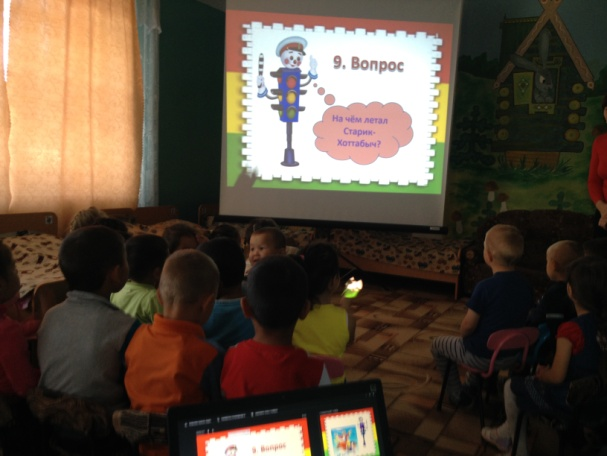 9. Вопрос
На чём летал
Старик-
Хоттабыч?
9. Вопрос